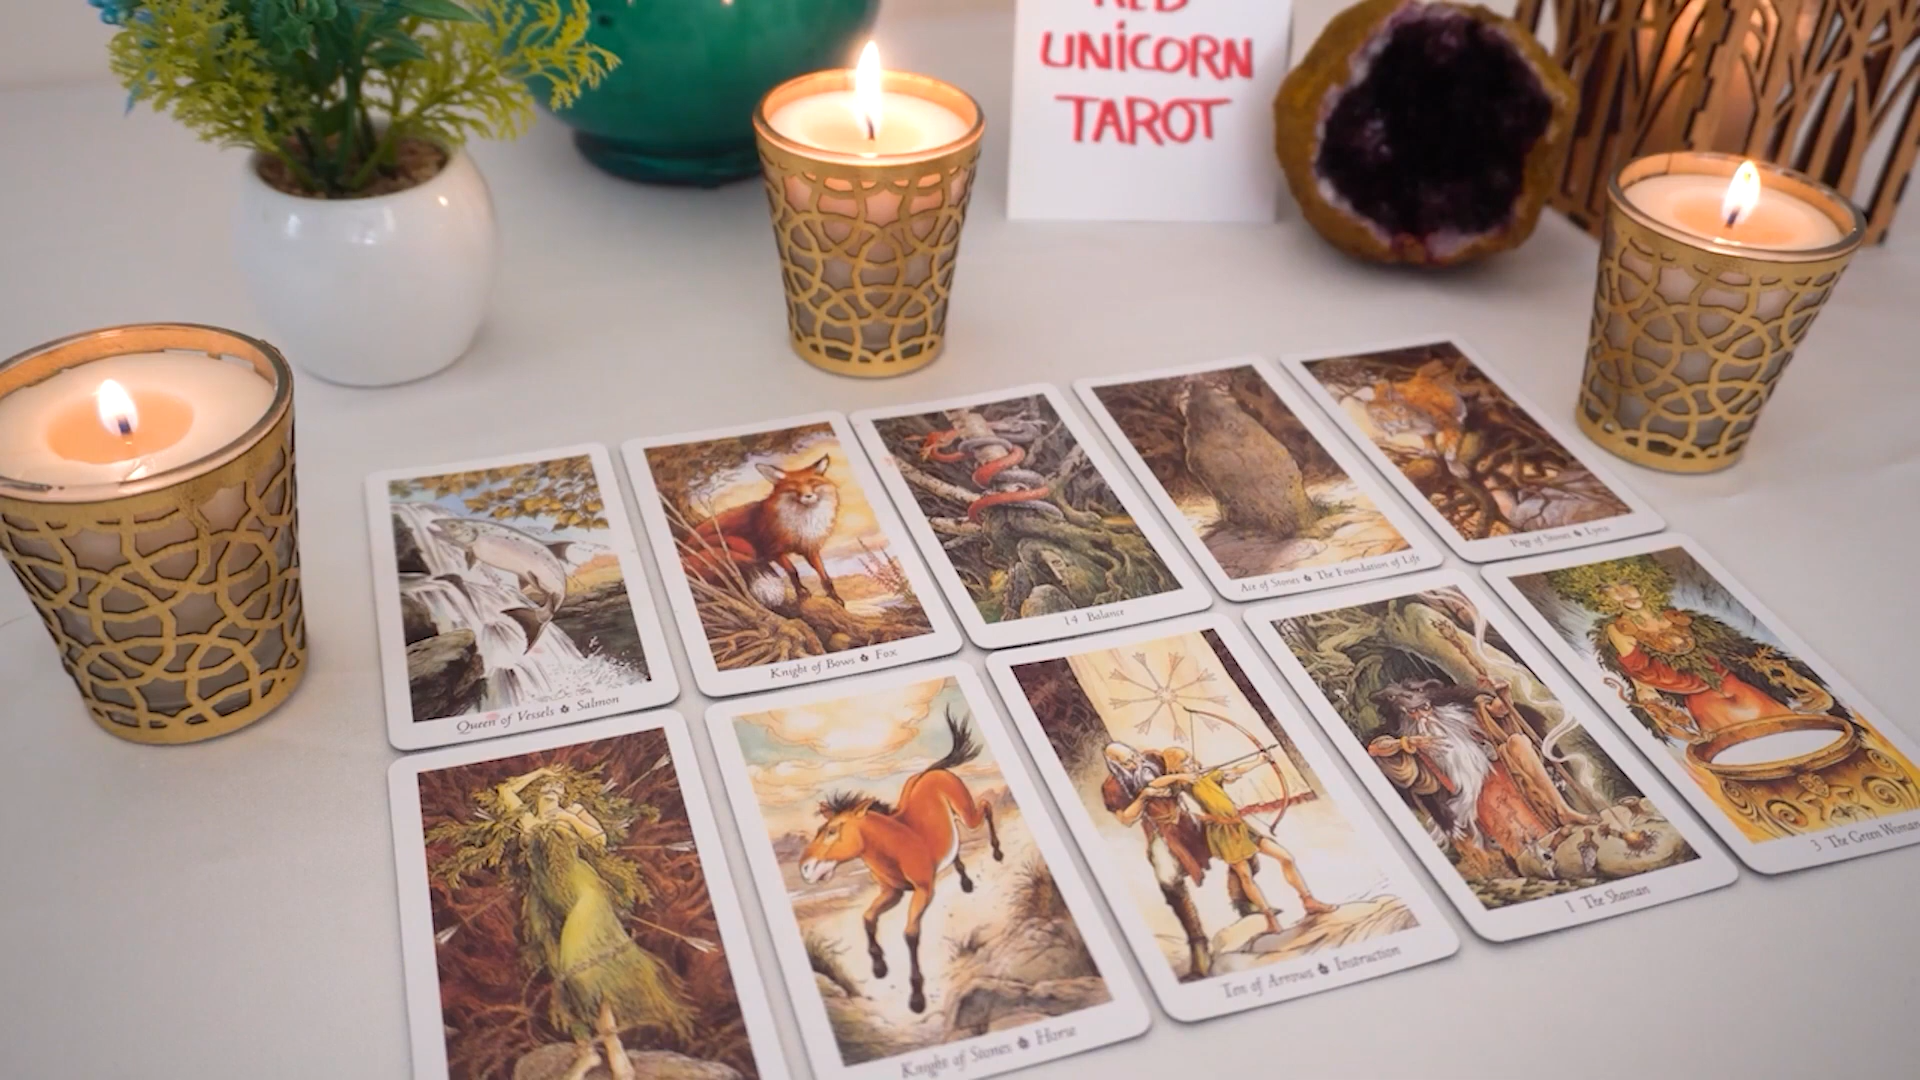 RED
UNICORN
TAROT
Queen of Vessels Salmon
Knight of Bows Fox
14 Balance
Ace of Stones The Foundation of Life
Page of Stones Lynx
Knight of Stones Horse
Ten of Arrows Instruction
1 The Shaman
3 The Green Woman